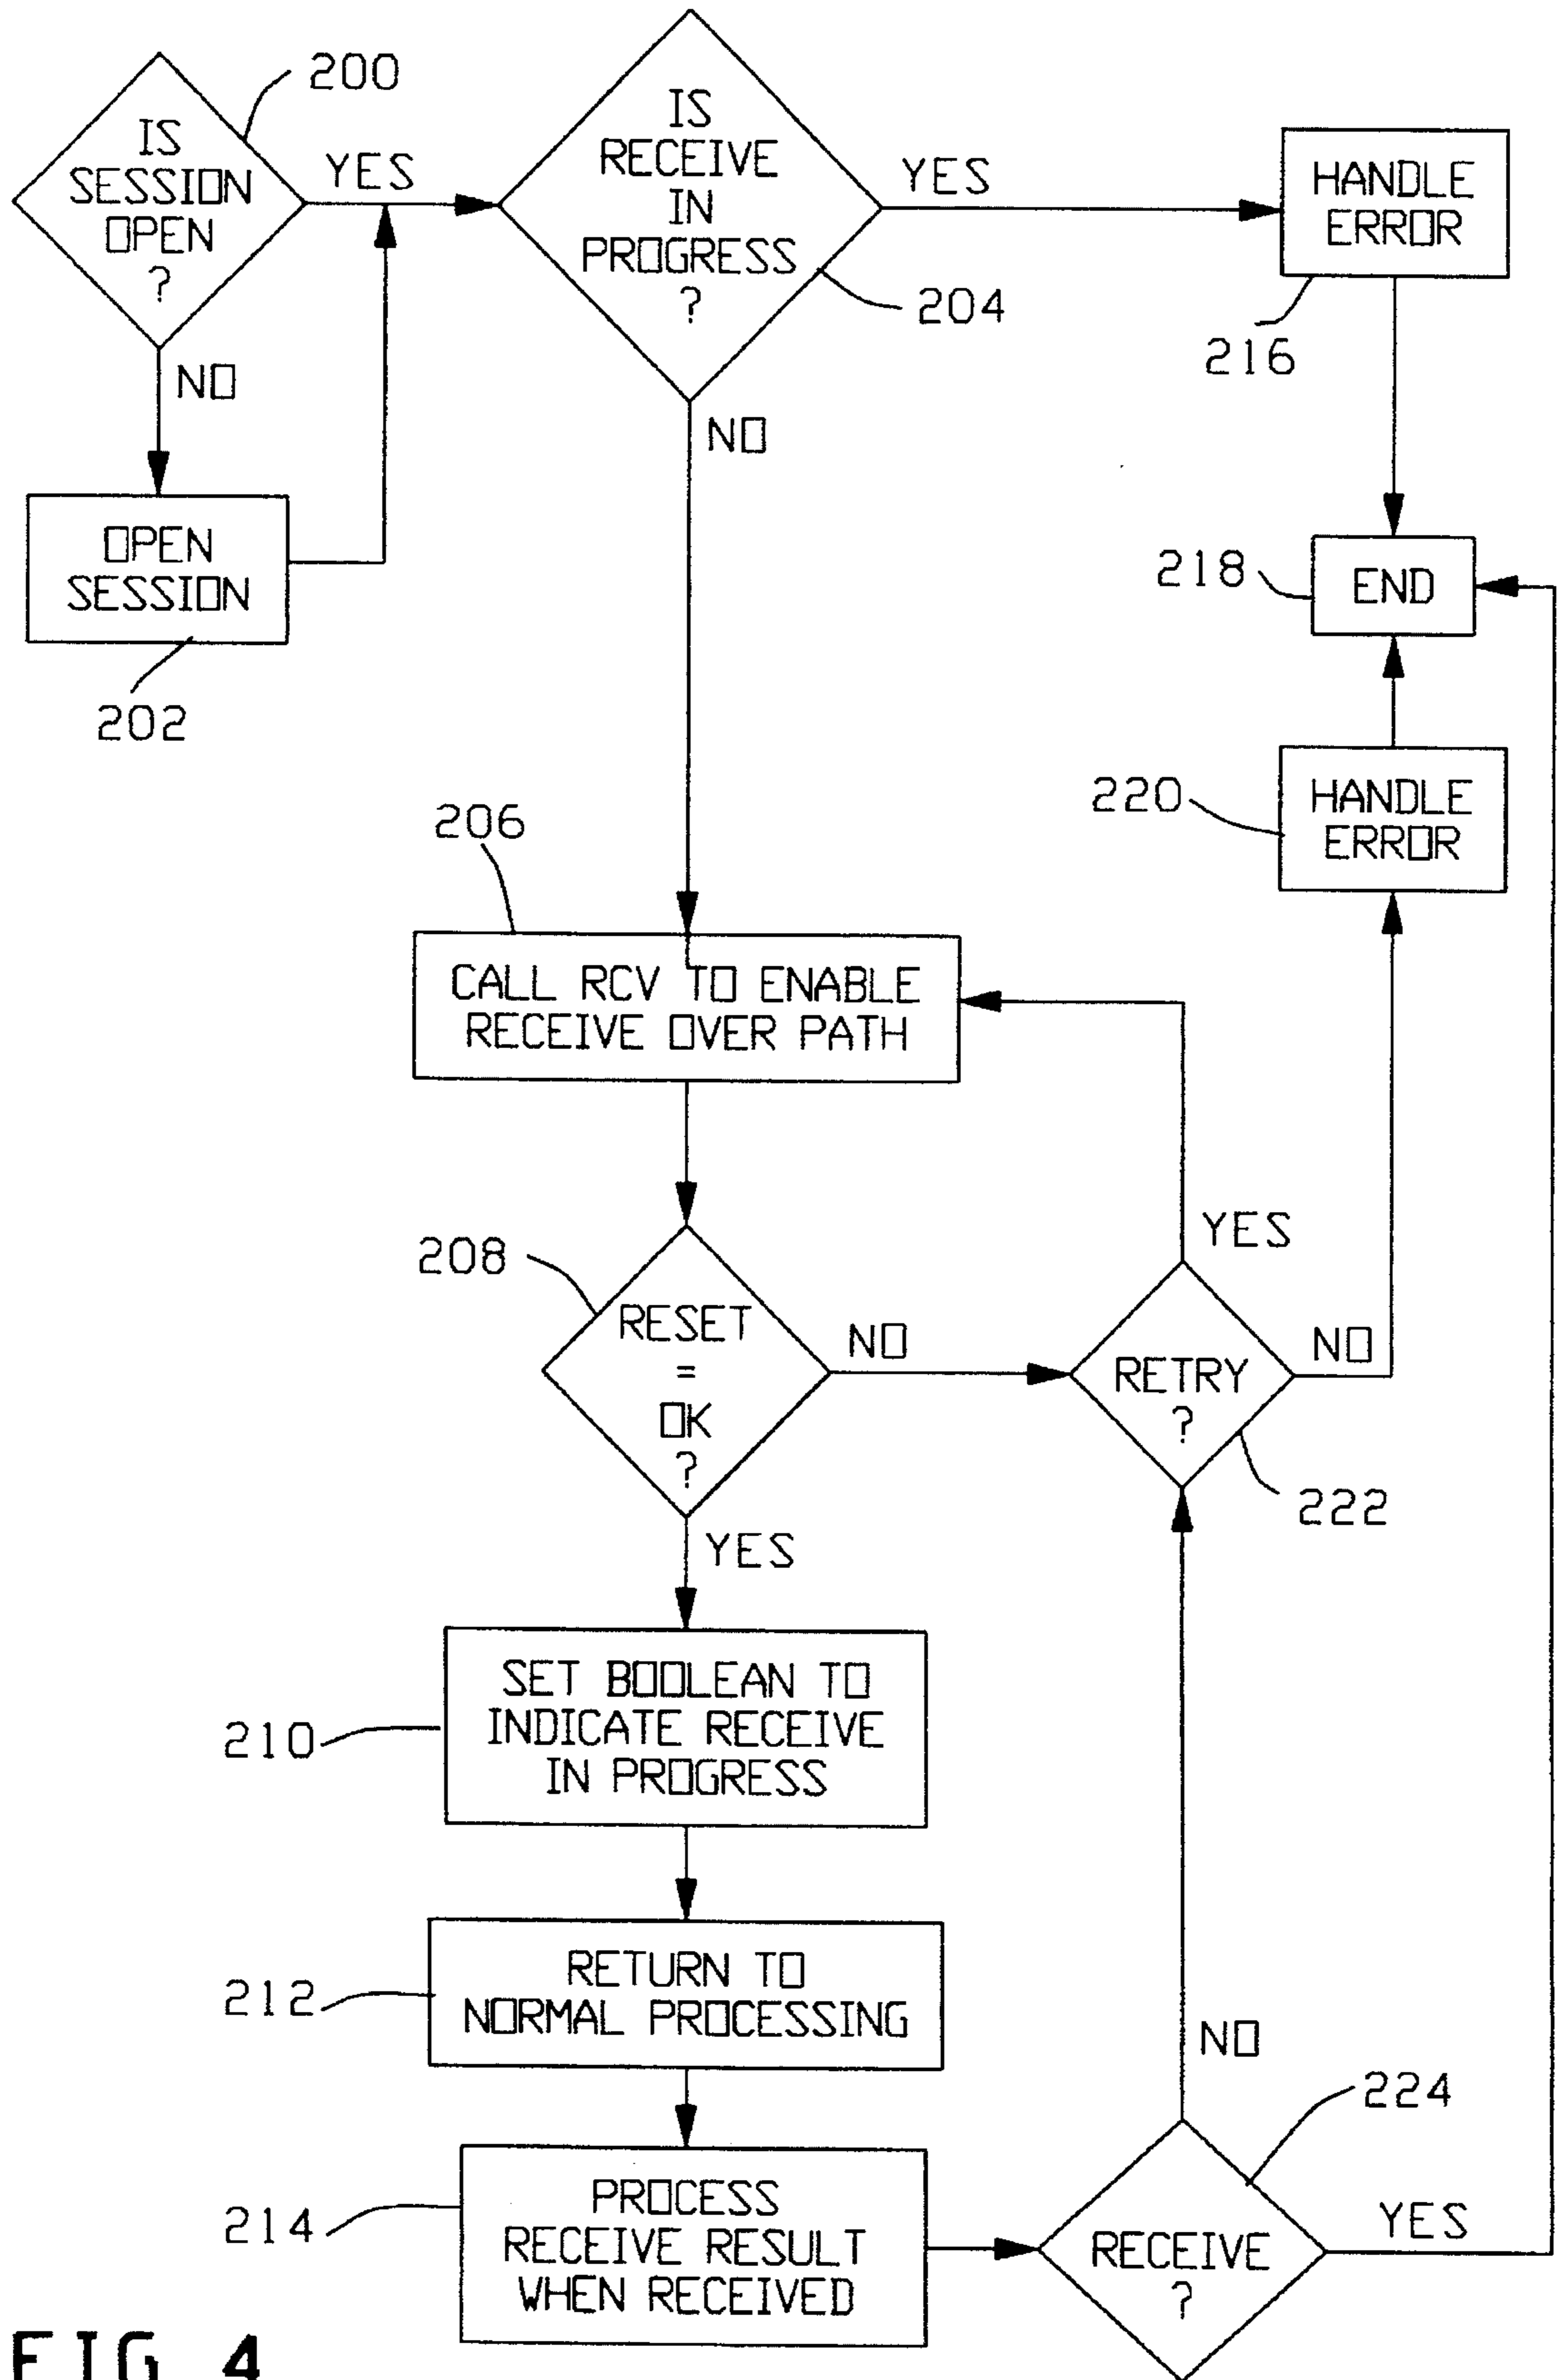 200
IS
SESSION
OPEN
?
YES
NO
OPEN
SESSION
202
IS
RECEIVE
IN
PROGRESS
?
204
YES
NO
HANDLE
ERROR
216
218
END
220
HANDLE
ERROR
206
CALL RCV TO ENABLE
RECEIVE OVER PATH
208
RESET
=
OK
?
NO
YES
RETRY
?
YES
NO
222
210
SET BOOLEAN TO
INDICATE RECEIVE
IN PROGRESS
212
RETURN TO
NORMAL PROCESSING
214
PROCESS
RECEIVE RESULT
WHEN RECEIVED
NO
224
RECEIVE
?
YES
FIG 4